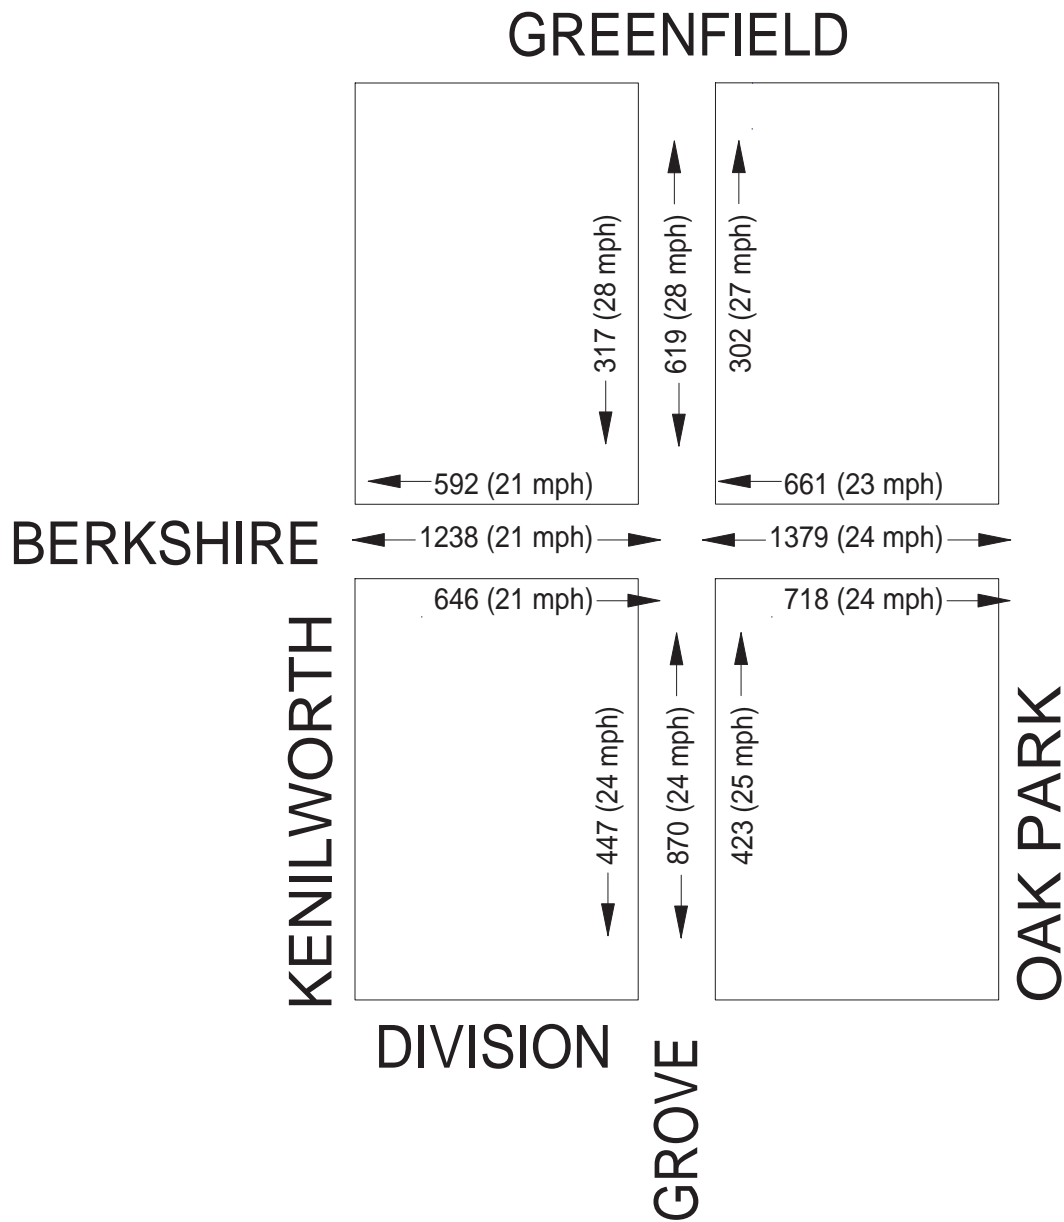 GREENFIELD
317 (28 mph)
619 (28 mph)
302 (27 mph)
592 (21 mph)
661 (23 mph)
BERKSHIRE
1238 (21 mph)
1379 (24 mph)
646 (21 mph)
718 (24 mph)
KENILWORTH
447 (24 mph)
870 (24 mph)
423 (25 mph)
OAK PARK
DIVISION
GROVE